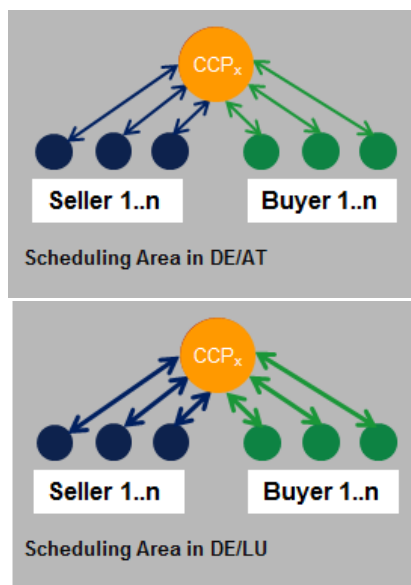 CCPx
Seller 1..n Buyer 1..n
Scheduling Area in DE/AT
CCPx
Seller 1..n Buyer 1..n
Scheduling Area in DE/LU